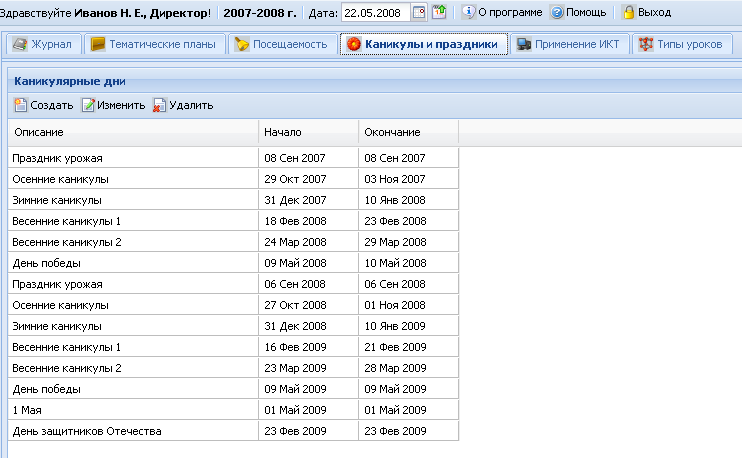 Здравствуйте Иванов Н. Е., Директор! 2007-2008 г. Дата: 22.05.2008 О программе Помощь Выход
Журнал Тематические планы Посещаемость Каникулы и праздники Применение ИКТ Типы уроков
Каникулярные дни
Создать Изменить Удалить
Описание Начало Окончание
Праздник урожая 08 Сен 2007 08 Сен 2007
Осенние каникулы 29 Окт 2007 03 Ноя 2007
Зимние каникулы 31 Дек 2007 10 Янв 2008
Весенние каникулы 1 18 Фев 2008 23 Фев 2008
Весенние каникулы 2 24 Мар 2008 29 Мар 2008
День победы 09 Май 2008 10 Май 2008
Праздник урожая 06 Сен 2008 06 Сен 2008
Осенние каникулы 27 Окт 2008 01 Ноя 2008
Зимние каникулы 31 Дек 2008 10 Янв 2009
Весенние каникулы 1 16 Фев 2009 21 Фев 2009
Весенние каникулы 2 23 Мар 2009 28 Мар 2009
День победы 09 Май 2009 09 Май 2009
1 Мая 01 Май 2009 01 Май 2009
День защитников Отечества 23 Фев 2009 23 Фев 2009